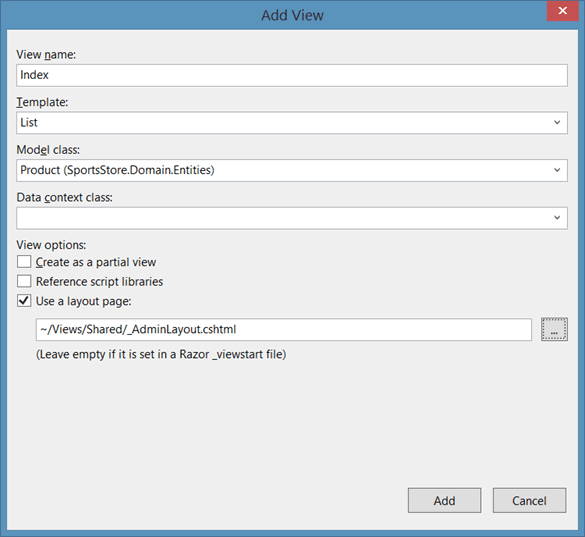 Add View
View name:
Index
Template:
List
Model class:
Product (SportsStore.Domain.Entities)
Data context class:
View options:
Create as a partial view
Reference script libraries
Use a layout page:
~/Views/Shared/_AdminLayout.cshtml
...
(Leave empty if it is set in a Razor _viewstart file)
Add
Cancel